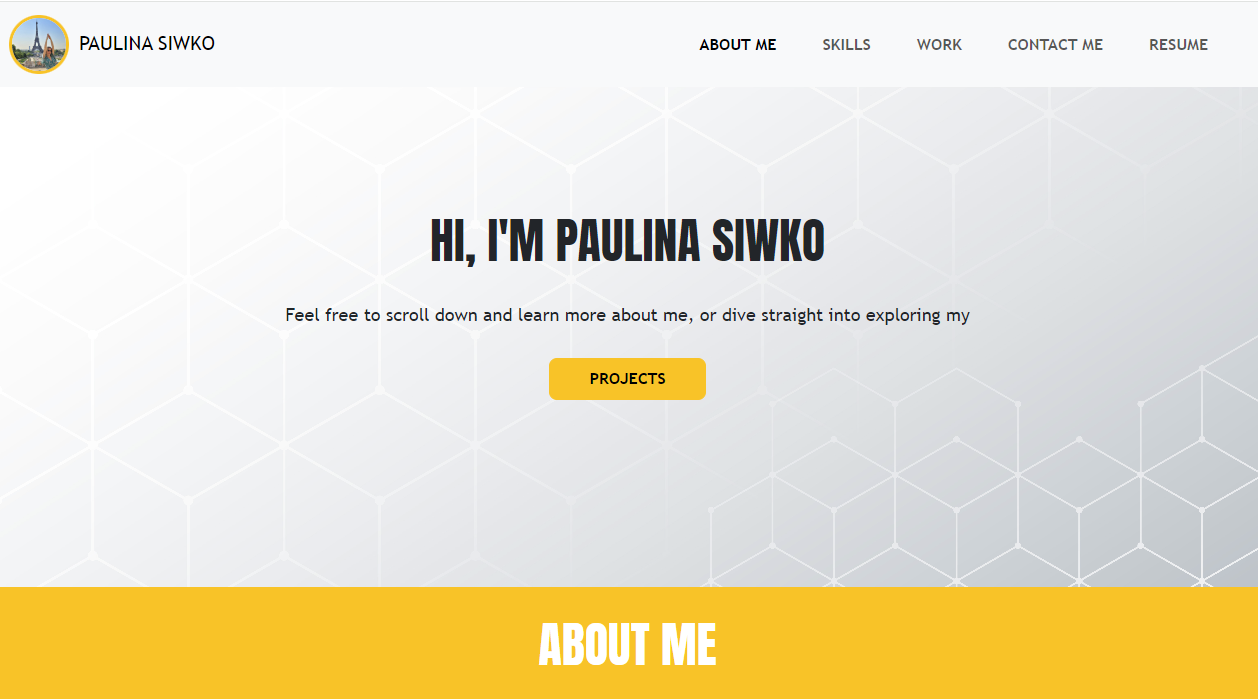 PAULINA SIWKO
ABOUT ME
SKILLS
WORK
CONTACT ME
RESUME
HI, I'M PAULINA SIWKO
Feel free to scroll down and learn more about me, or dive straight into exploring my
PROJECTS
ABOUT ME